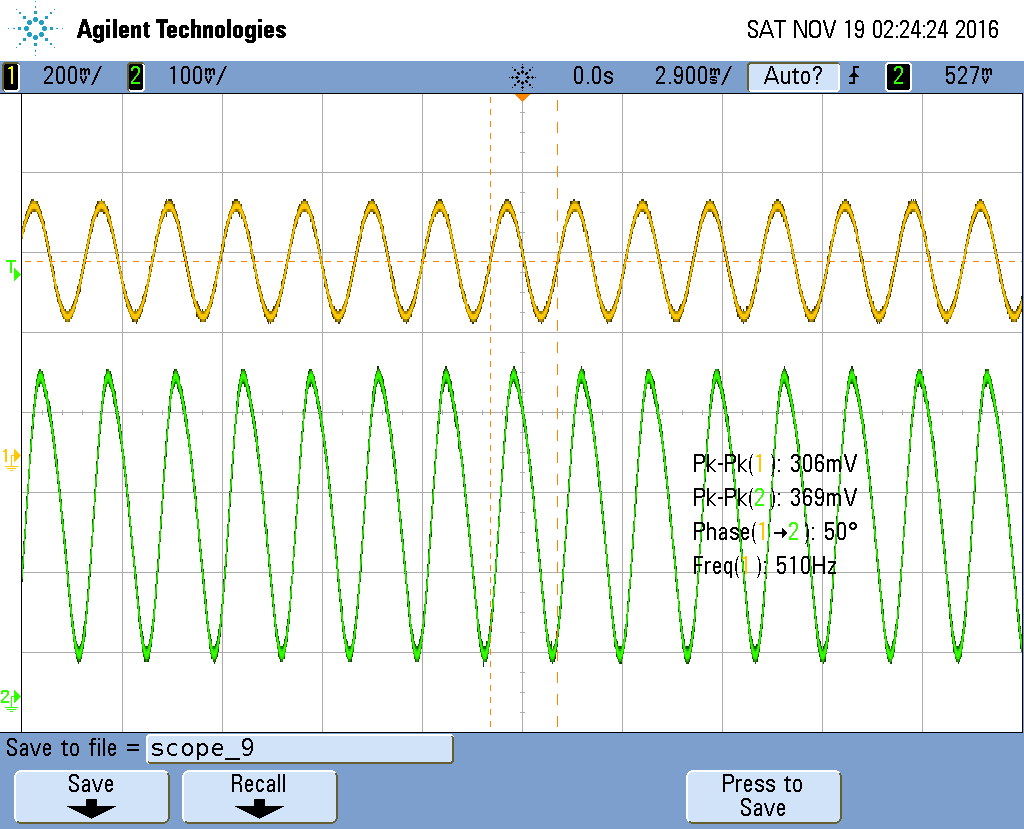 Agilent Technologies SAT NOV 19 02:24:24 2016
1 200mV/ 2 100mV/ 0.0s 2.900ms/ Auto? 2 527mV
T
1
Pk-Pk(1): 306mV
Pk-Pk(2): 369mV
Phase(1→2): 50°
Freq(1): 510Hz
2
Save to file = scope_9
Save Recall Press to
Save